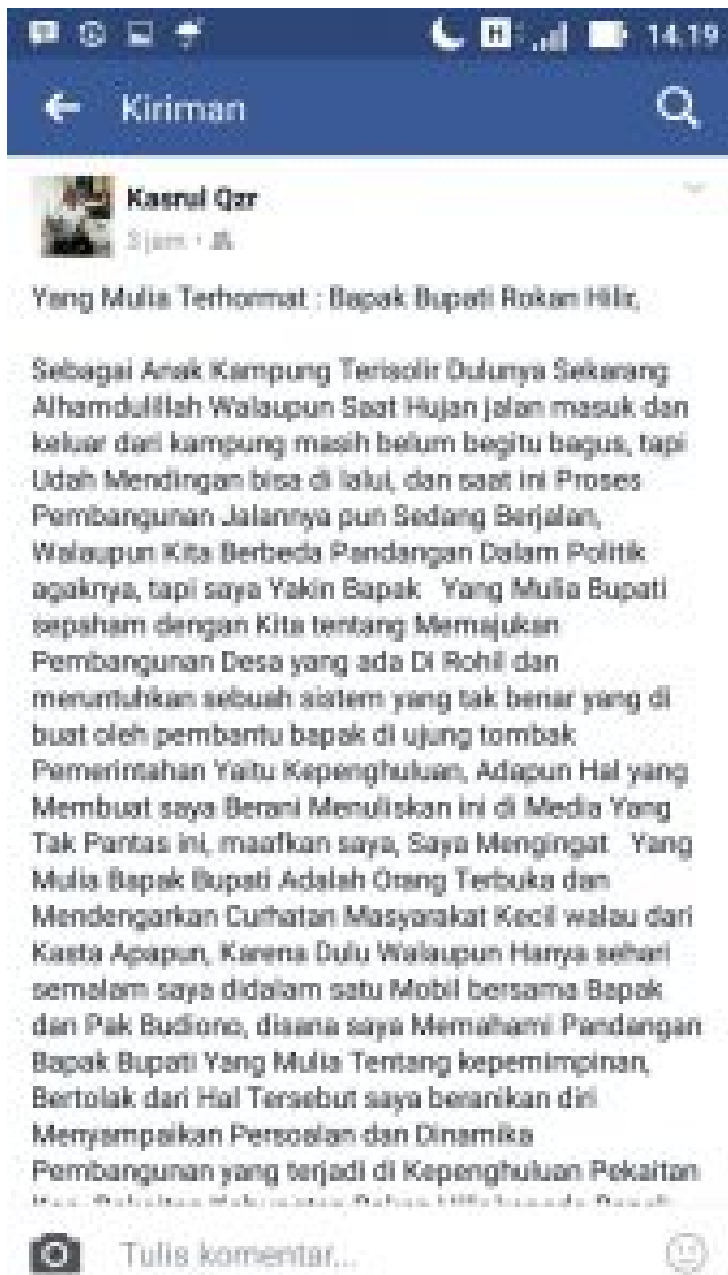 14.19
Kiriman
Kasrul Qzr
3 jam
Yang Mulia Terhormat : Bapak Bupati Rokan Hilir,
Sebagai Anak Kampung Terisolir Dulunya Sekarang
Alhamdulillah Walaupun Saat Hujan jalan masuk dan
keluar dari kampung masih belum begitu bagus, tapi
Udah Mendingan bisa di lalui, dan saat ini Proses
Pembangunan Jalannya pun Sedang Berjalan,
Walaupun Kita Berbeda Pandangan Dalam Politik
agaknya, tapi saya Yakin Bapak Yang Mulia Bupati
sepaham dengan Kita tentang Memajukan
Pembangunan Desa yang ada Di Rohil dan
meruntuhkan sebuah sistem yang tak benar yang di
buat oleh pembantu bapak di ujung tombak
Pemerintahan Yaitu Kepenghuluan, Adapun Hal yang
Membuat saya Berani Menuliskan ini di Media Yang
Tak Pantas ini, maafkan saya, Saya Mengingat Yang
Mulia Bapak Bupati Adalah Orang Terbuka dan
Mendengarkan Curhatan Masyarakat Kecil walau dari
Kasta Apapun, Karena Dulu Walaupun Hanya sehari
semalam saya didalam satu Mobil bersama Bapak
dan Pak Budiono, disana saya Memahami Pandangan
Bapak Bupati Yang Mulia Tentang kepemimpinan,
Bertolak dari Hal Tersebut saya beranikan diri
Menyampaikan Persoalan dan Dinamika
Pembangunan yang terjadi di Kepenghuluan Pekaitan
Tulis komentar...